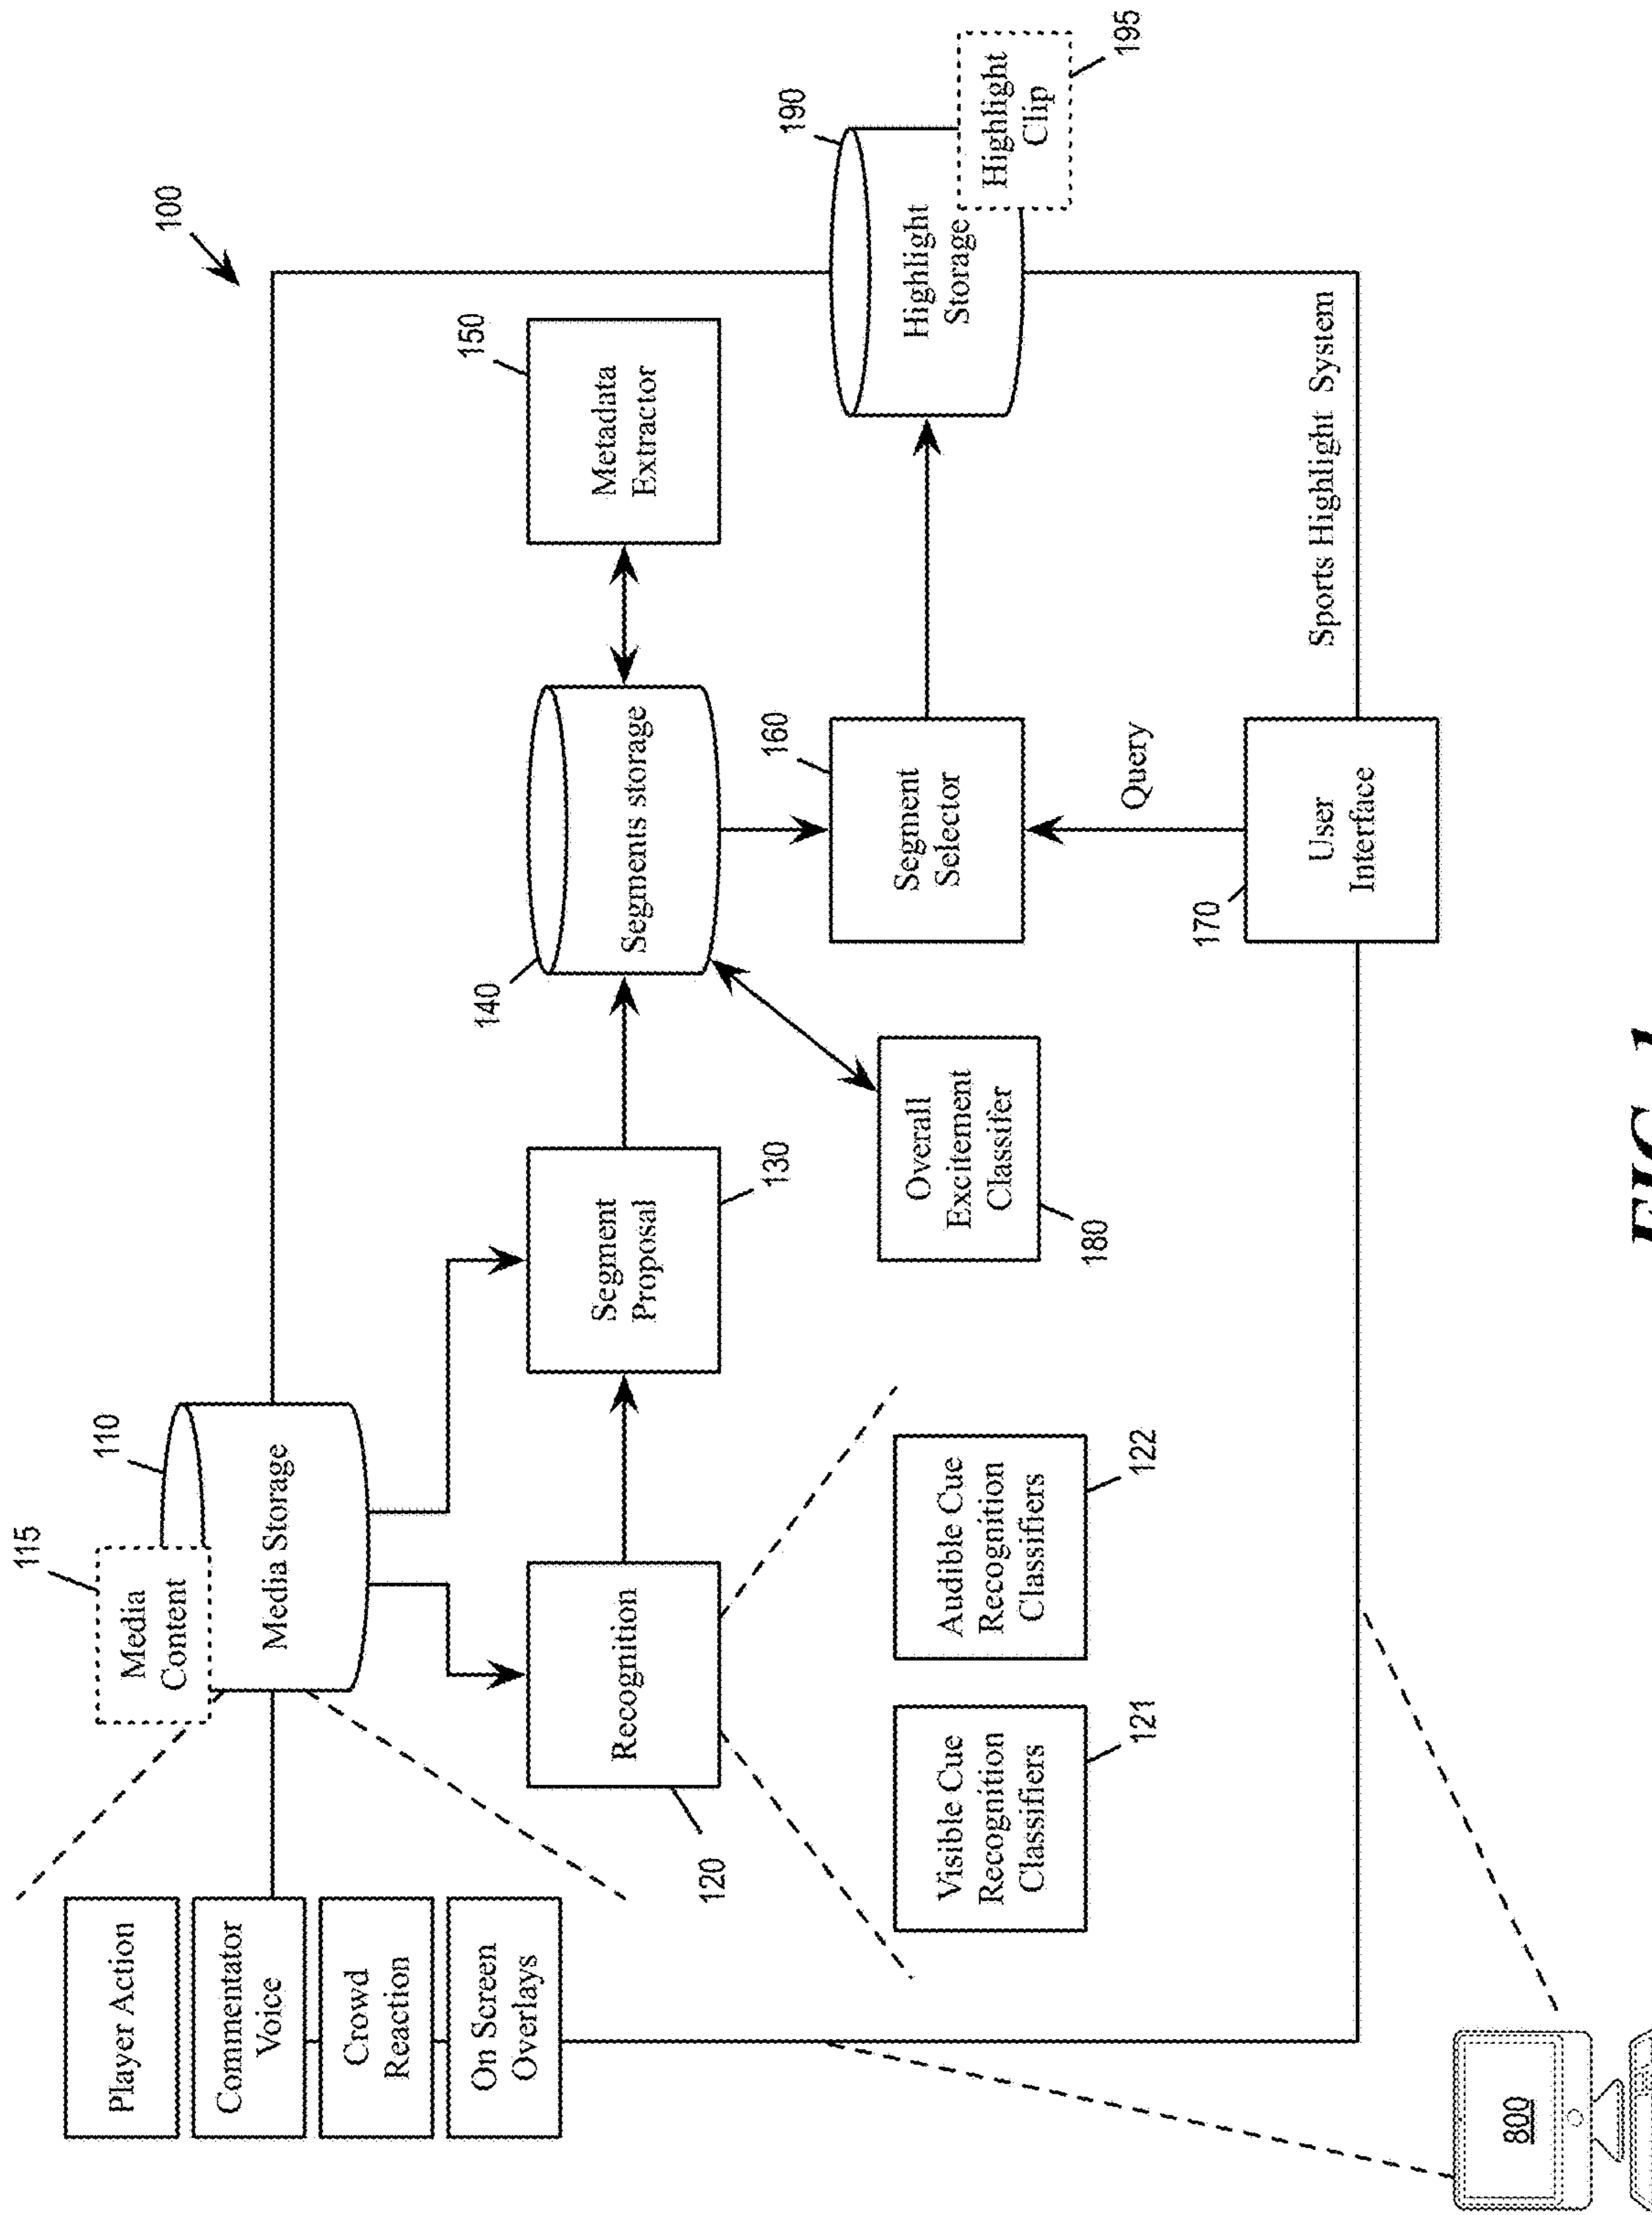 100
115
Media
Content
110
Media Storage
Player Action
Commentator
Voice
Crowd
Reaction
On Screen
Overlays
Recognition
120
Segment
Proposal
130
140
Segments storage
Metadata
Extractor
150
Visible Cue
Recognition
Classifiers
121
Audible Cue
Recognition
Classifiers
122
Overall
Excitement
Classifer
180
Segment
Selector
160
Highlight
Storage
190
Highlight
Clip
195
Query
170
User
Interface
Sports Highlight System
800
FIG. 1